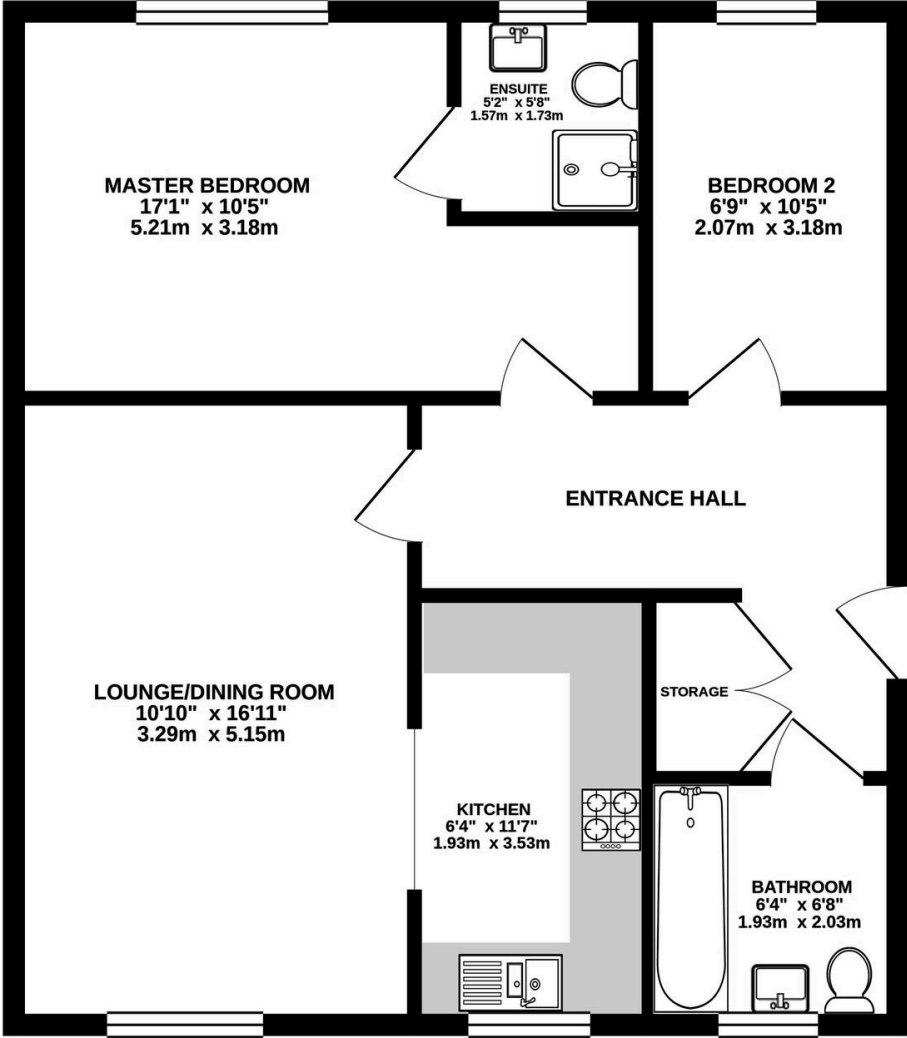 ENSUITE
5'2" x 5'8"
1.57m x 1.73m
MASTER BEDROOM
17'1" x 10'5"
5.21m x 3.18m
BEDROOM 2
6'9" x 10'5"
2.07m x 3.18m
ENTRANCE HALL
LOUNGE/DINING ROOM
10'10" x 16'11"
3.29m x 5.15m
STORAGE
KITCHEN
6'4" x 11'7"
1.93m x 3.53m
BATHROOM
6'4" x 6'8"
1.93m x 2.03m